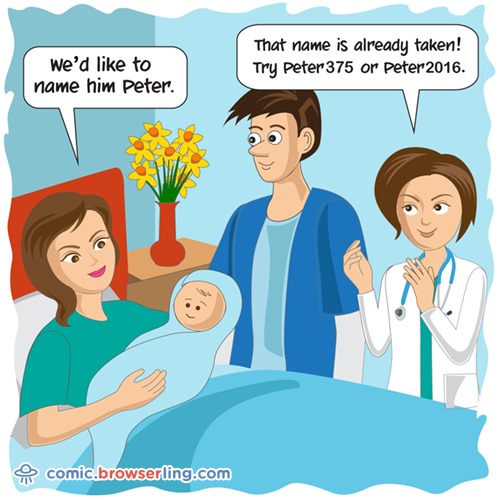 We'd like to
name him Peter.
That name is already taken!
Try Peter375 or Peter2016.
comic.browserling.com